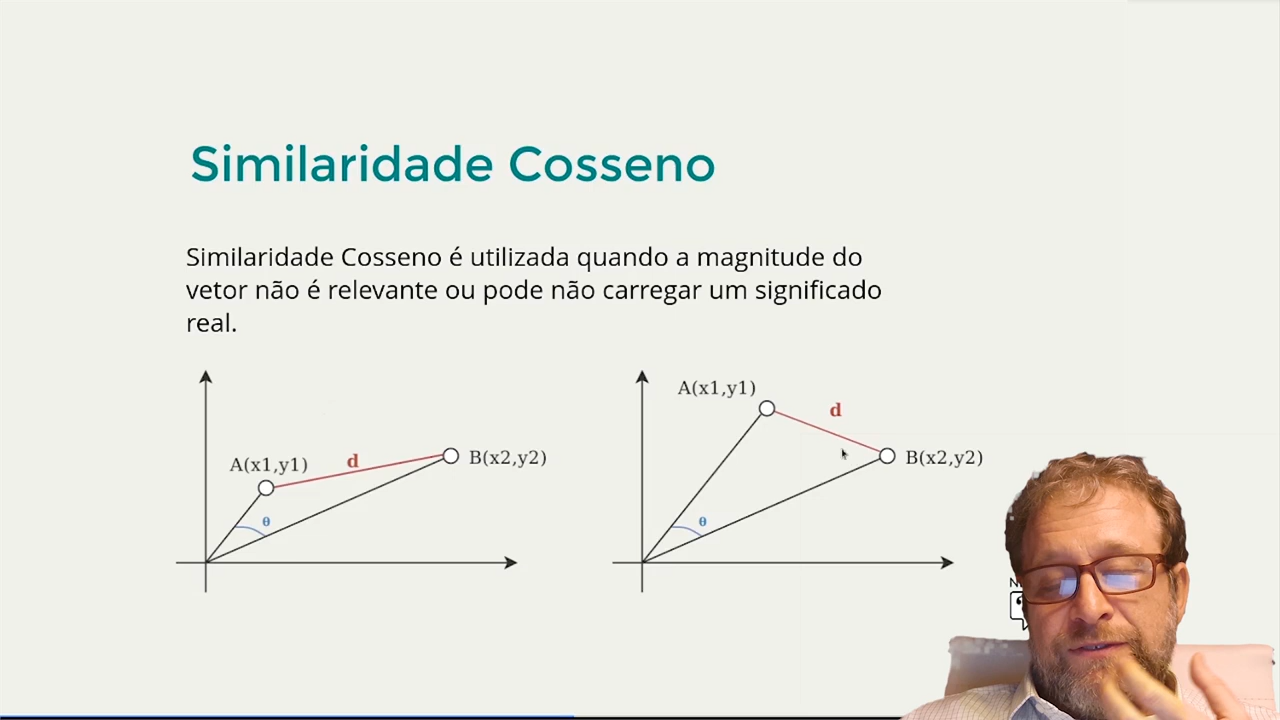 Similaridade Cosseno
Similaridade Cosseno é utilizada quando a magnitude do
vetor não é relevante ou pode não carregar um significado
real.
A(x1,y1)
d
B(x2,y2)
θ
A(x1,y1)
d
B(x2,y2)
θ